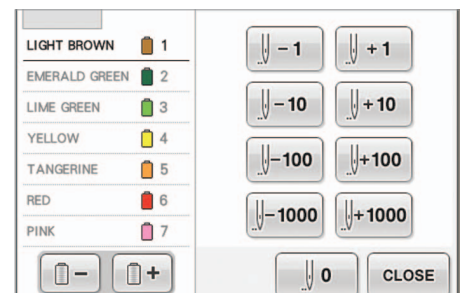 LIGHT BROWN 1
EMERALD GREEN 2
LIME GREEN 3
YELLOW 4
TANGERINE 5
RED 6
PINK 7
− +
−1 +1
−10 +10
−100 +100
−1000 +1000
0 CLOSE